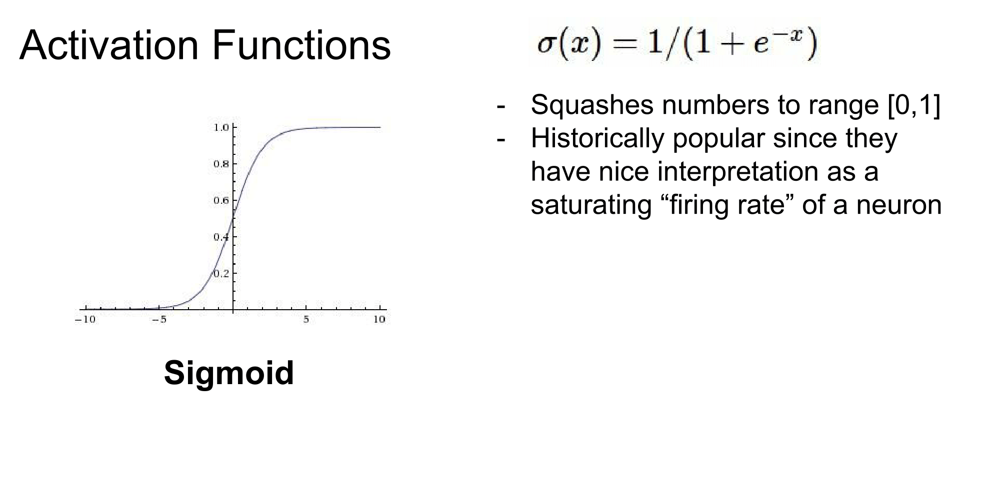 Activation Functions
σ(x) = 1/(1 + e⁻ˣ)
- Squashes numbers to range [0,1]
- Historically popular since they
have nice interpretation as a
saturating “firing rate” of a neuron
1.0
0.8
0.6
0.4
0.2
−10 −5 5 10
Sigmoid